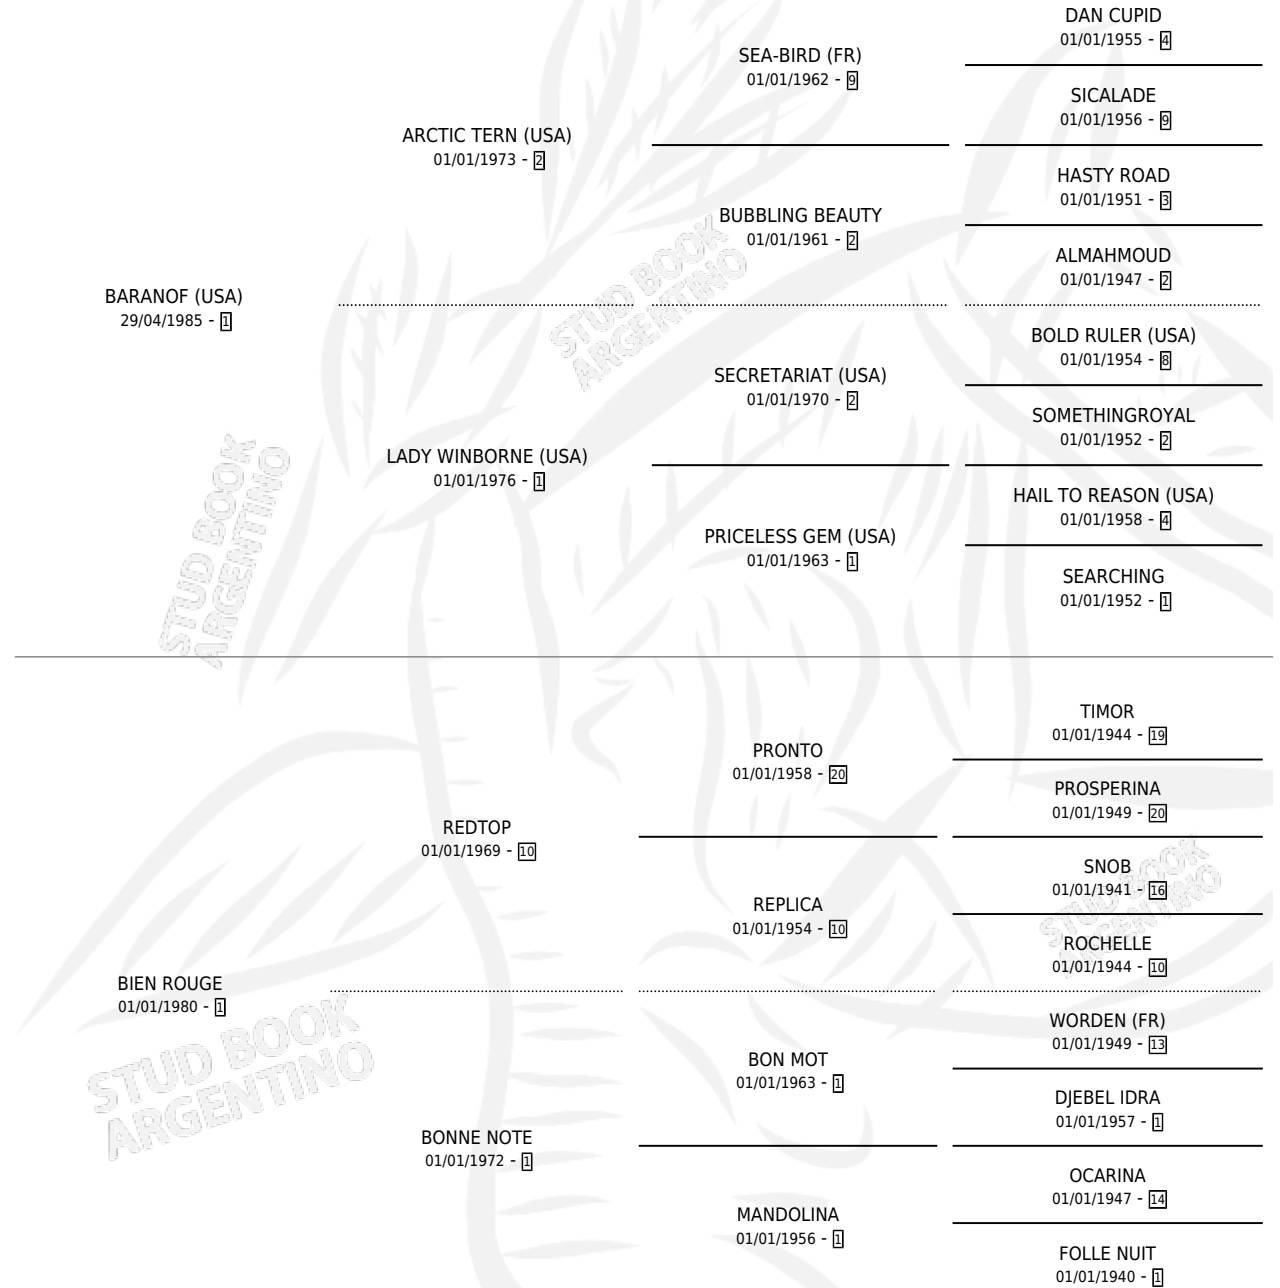 DAN CUPID
01/01/1955 - 4
SEA-BIRD (FR)
01/01/1962 - 9
SICALADE
01/01/1956 - 9
ARCTIC TERN (USA)
01/01/1973 - 2
HASTY ROAD
01/01/1951 - 3
BUBBLING BEAUTY
01/01/1961 - 2
ALMAHMOUD
01/01/1947 - 2
STUD BOOK
ARGENTINO
BARANOF (USA)
29/04/1985 - 1
BOLD RULER (USA)
01/01/1954 - 8
SECRETARIAT (USA)
01/01/1970 - 2
SOMETHINGROYAL
01/01/1952 - 2
LADY WINBORNE (USA)
01/01/1976 - 1
HAIL TO REASON (USA)
01/01/1958 - 4
PRICELESS GEM (USA)
01/01/1963 - 1
SEARCHING
01/01/1952 - 1
STUD BOOK
ARGENTINO
TIMOR
01/01/1944 - 19
PRONTO
01/01/1958 - 20
PROSPERINA
01/01/1949 - 20
REDTOP
01/01/1969 - 10
SNOB
01/01/1941 - 16
REPLICA
01/01/1954 - 10
ROCHELLE
01/01/1944 - 10
STUD BOOK
ARGENTINO
BIEN ROUGE
01/01/1980 - 1
WORDEN (FR)
01/01/1949 - 13
BON MOT
01/01/1963 - 1
DJEBEL IDRA
01/01/1957 - 1
STUD BOOK
ARGENTINO
BONNE NOTE
01/01/1972 - 1
OCARINA
01/01/1947 - 14
MANDOLINA
01/01/1956 - 1
FOLLE NUIT
01/01/1940 - 1